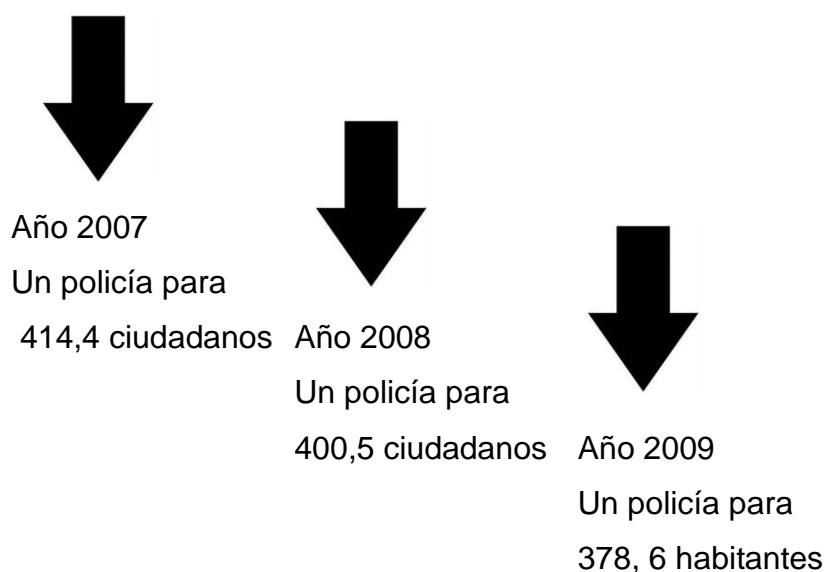 Año 2007
Un policía para
414,4 ciudadanos
Año 2008
Un policía para
400,5 ciudadanos
Año 2009
Un policía para
378, 6 habitantes